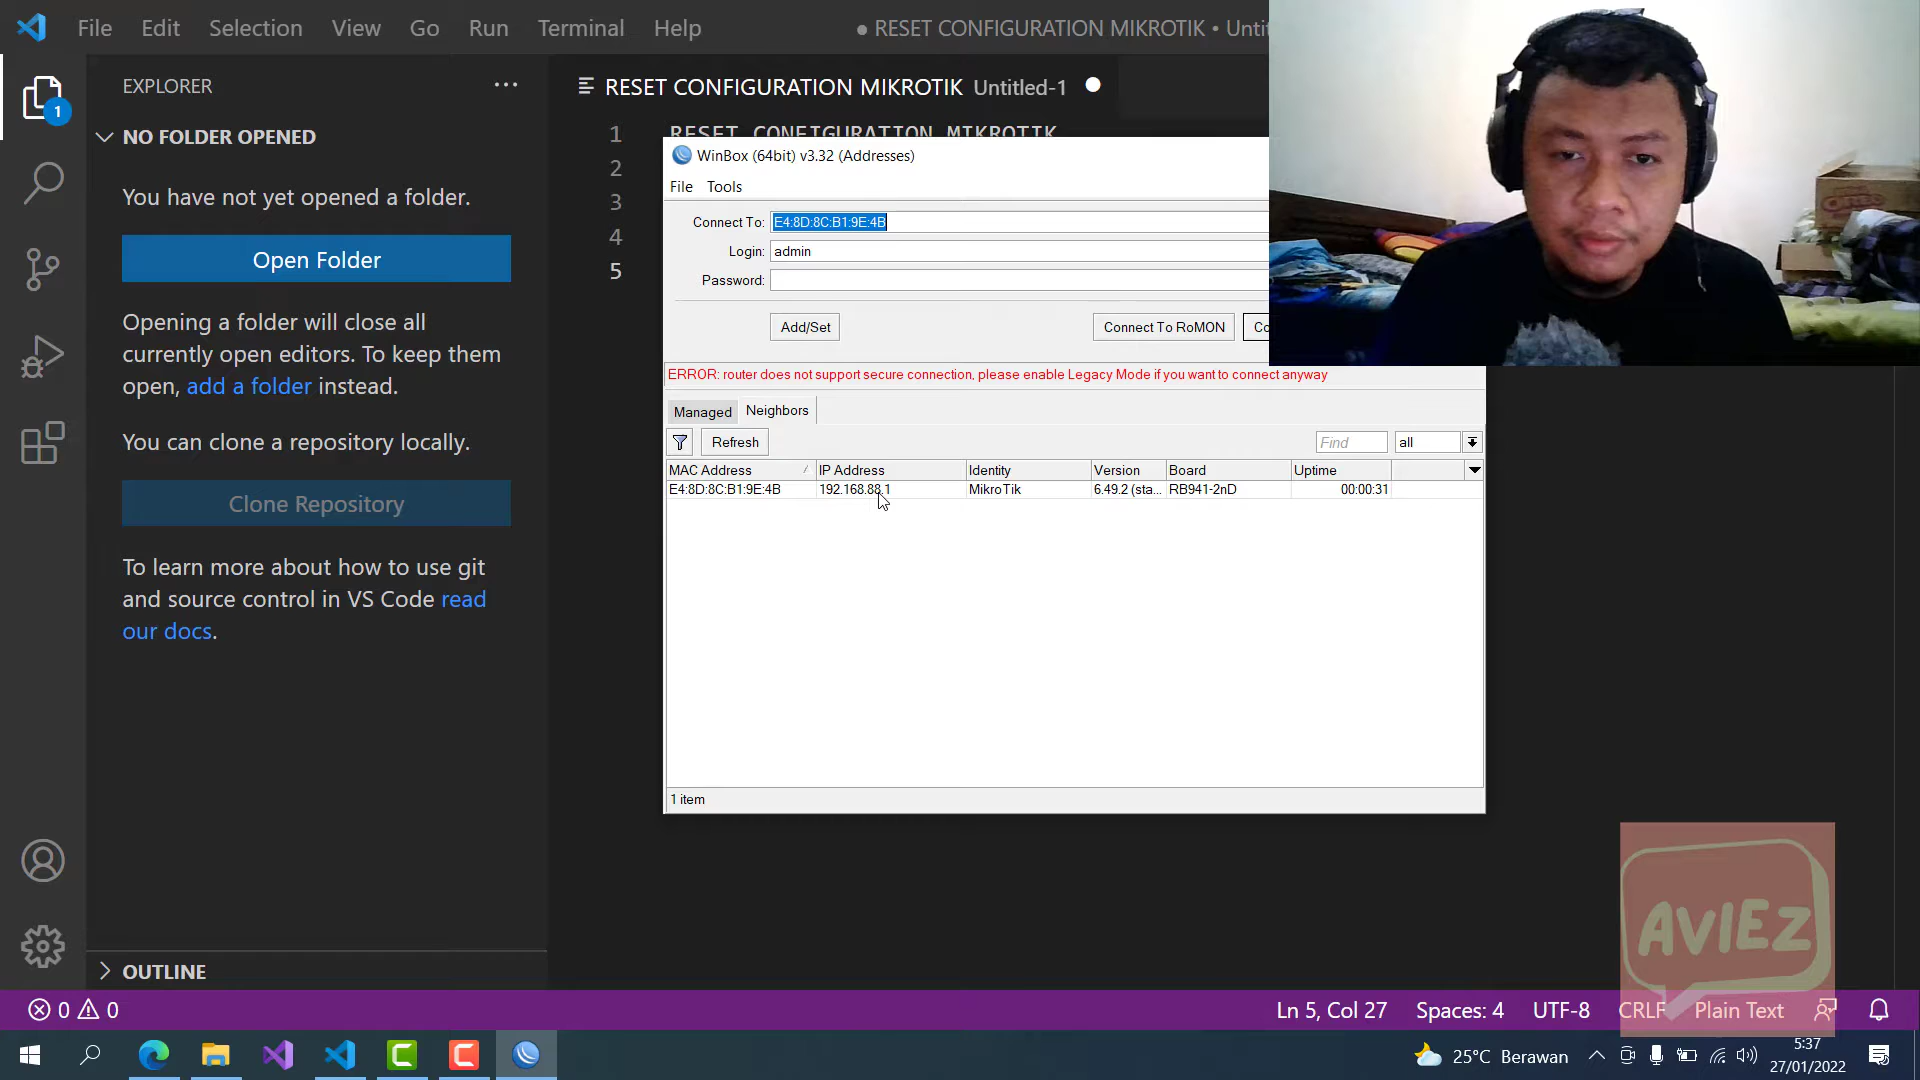 File Edit Selection View Go Run Terminal Help
● RESET CONFIGURATION MIKROTIK •
EXPLORER
NO FOLDER OPENED
You have not yet opened a folder.
Open Folder
Opening a folder will close all
currently open editors. To keep them
open, add a folder instead.
You can clone a repository locally.
Clone Repository
To learn more about how to use git
and source control in VS Code read
our docs.
OUTLINE
1
RESET CONFIGURATION MIKROTIK Untitled-1
1 RESET CONFIGURATION MIKROTIK
2
3
4
5
WinBox (64bit) v3.32 (Addresses)
File Tools
Connect To: E4:8D:8C:B1:9E:4B
Login: admin
Password:
Add/Set Connect To RoMON
ERROR: router does not support secure connection, please enable Legacy Mode if you want to connect anyway
Managed Neighbors
Refresh Find all
MAC Address IP Address Identity Version Board Uptime
E4:8D:8C:B1:9E:4B 192.168.88.1 MikroTik 6.49.2 (sta... RB941-2nD 00:00:31
1 item
AVIEZ
0 0 Ln 5, Col 27 Spaces: 4 UTF-8 CRLF Plain Text
25°C Berawan
5:37
27/01/2022